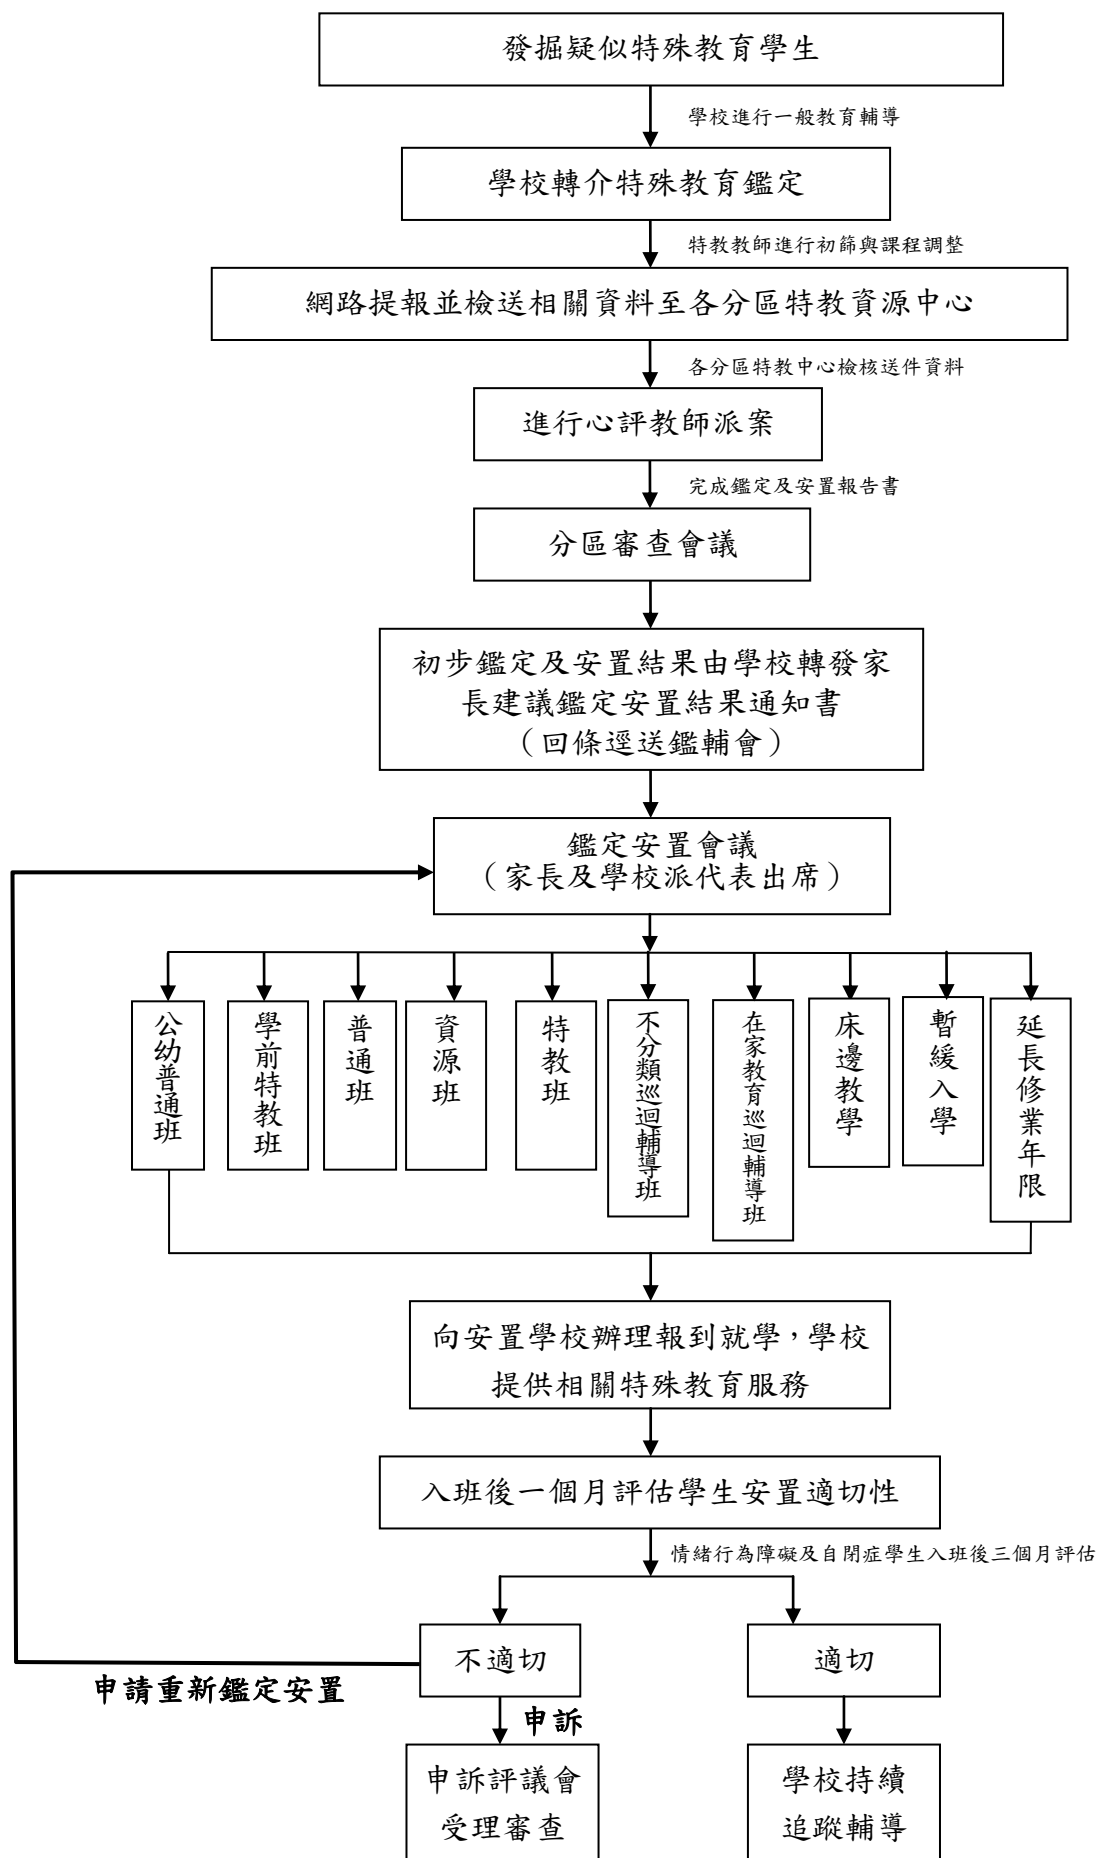 發掘疑似特殊教育學生
學校進行一般教育輔導
學校轉介特殊教育鑑定
特教教師進行初篩與課程調整
網路提報並檢送相關資料至各分區特教資源中心
各分區特教中心檢核送件資料
進行心評教師派案
完成鑑定及安置報告書
分區審查會議
初步鑑定及安置結果由學校轉發家
長建議鑑定安置結果通知書
（回條逕送鑑輔會）
鑑定安置會議
（家長及學校派代表出席）
公幼普通班
學前特教班
普通班
資源班
特教班
不分類巡迴輔導班
在家教育巡迴輔導班
床邊教學
暫緩入學
延長修業年限
向安置學校辦理報到就學，學校
提供相關特殊教育服務
入班後一個月評估學生安置適切性
情緒行為障礙及自閉症學生入班後三個月評估
不適切
適切
申請重新鑑定安置
申訴
申訴評議會
受理審查
學校持續
追蹤輔導